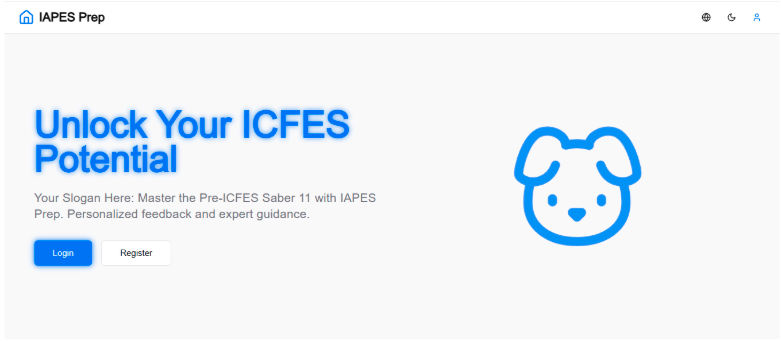 IAPES Prep
Unlock Your ICFES
Potential
Your Slogan Here: Master the Pre-ICFES Saber 11 with IAPES
Prep. Personalized feedback and expert guidance.
Login
Register